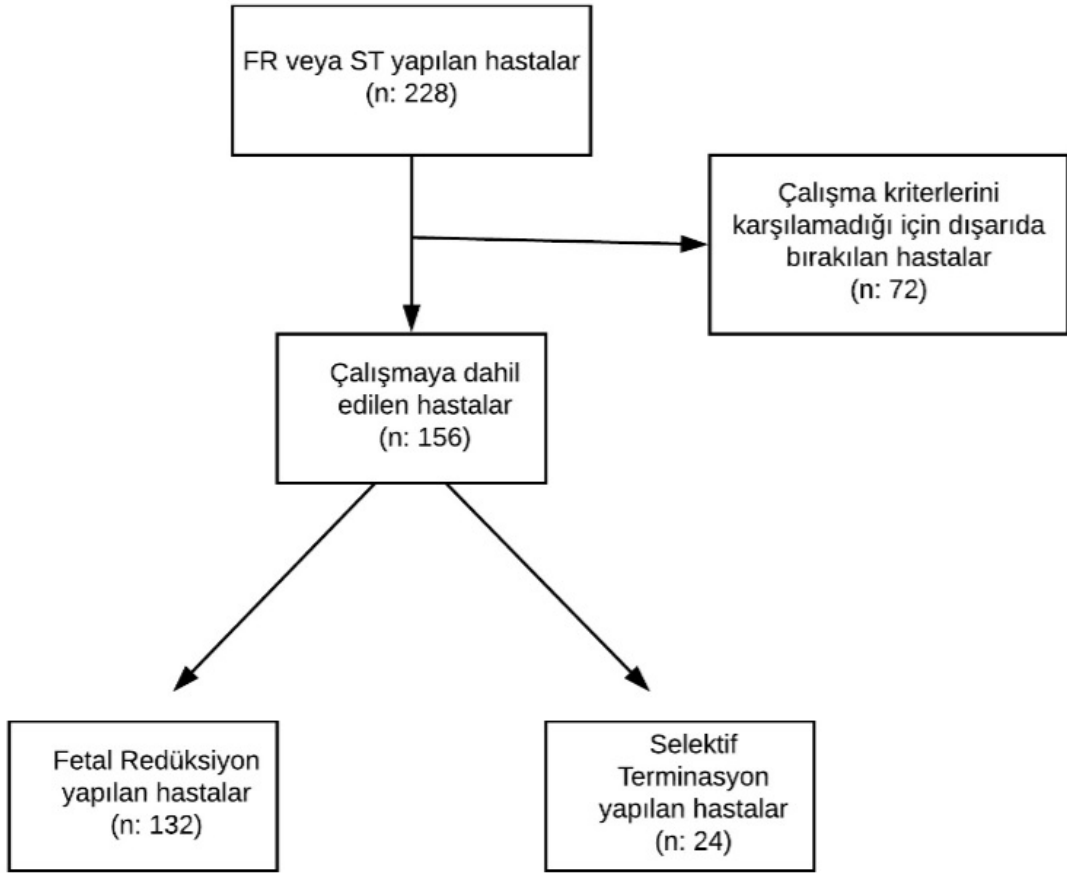 FR veya ST yapılan hastalar
(n: 228)
Çalışma kriterlerini
karşılamadığı için dışarıda
bırakılan hastalar
(n: 72)
Çalışmaya dahil
edilen hastalar
(n: 156)
Fetal Redüksiyon
yapılan hastalar
(n: 132)
Selektif
Terminasyon
yapılan hastalar
(n: 24)